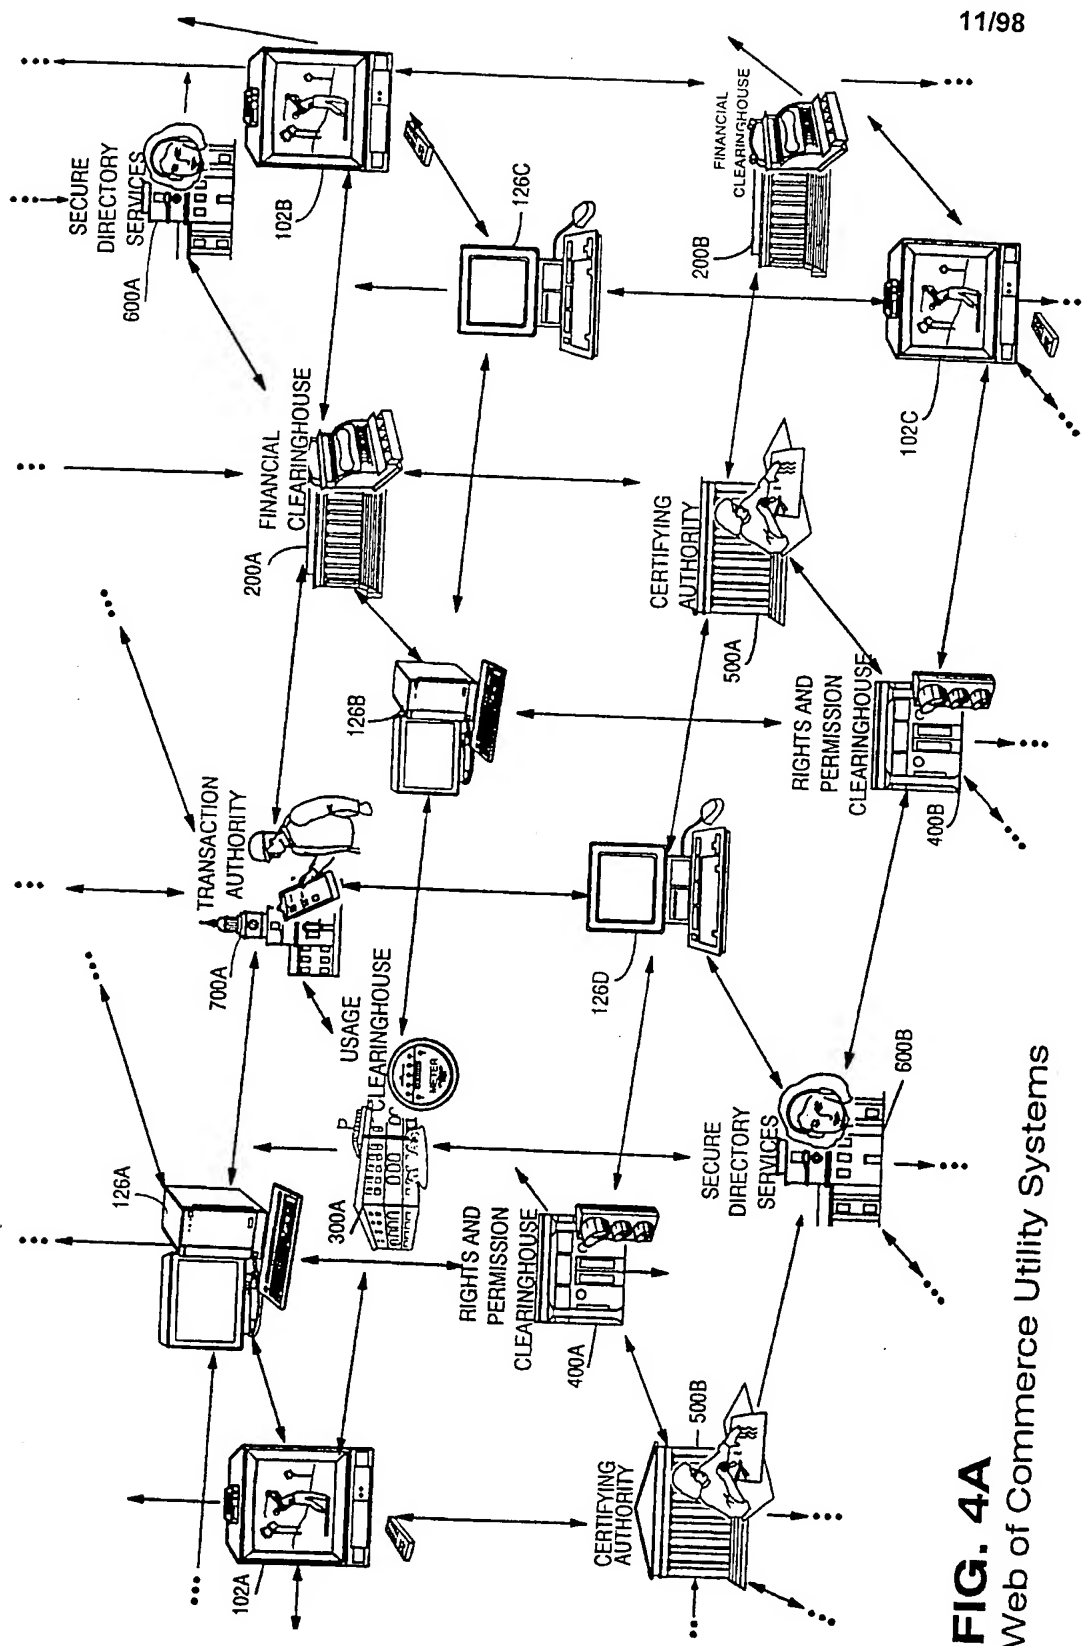 11/98
SECURE
DIRECTORY
SERVICES
600A
102B
126C
FINANCIAL
CLEARINGHOUSE
200B
102C
FINANCIAL
CLEARINGHOUSE
200A
CERTIFYING
AUTHORITY
500A
126B
RIGHTS AND
PERMISSION
CLEARINGHOUSE
400B
TRANSACTION
AUTHORITY
700A
126D
USAGE
CLEARINGHOUSE
METER
300A
126A
SECURE
DIRECTORY
SERVICES
600B
RIGHTS AND
PERMISSION
CLEARINGHOUSE
400A
102A
CERTIFYING
AUTHORITY
500B
FIG. 4A
Web of Commerce Utility Systems